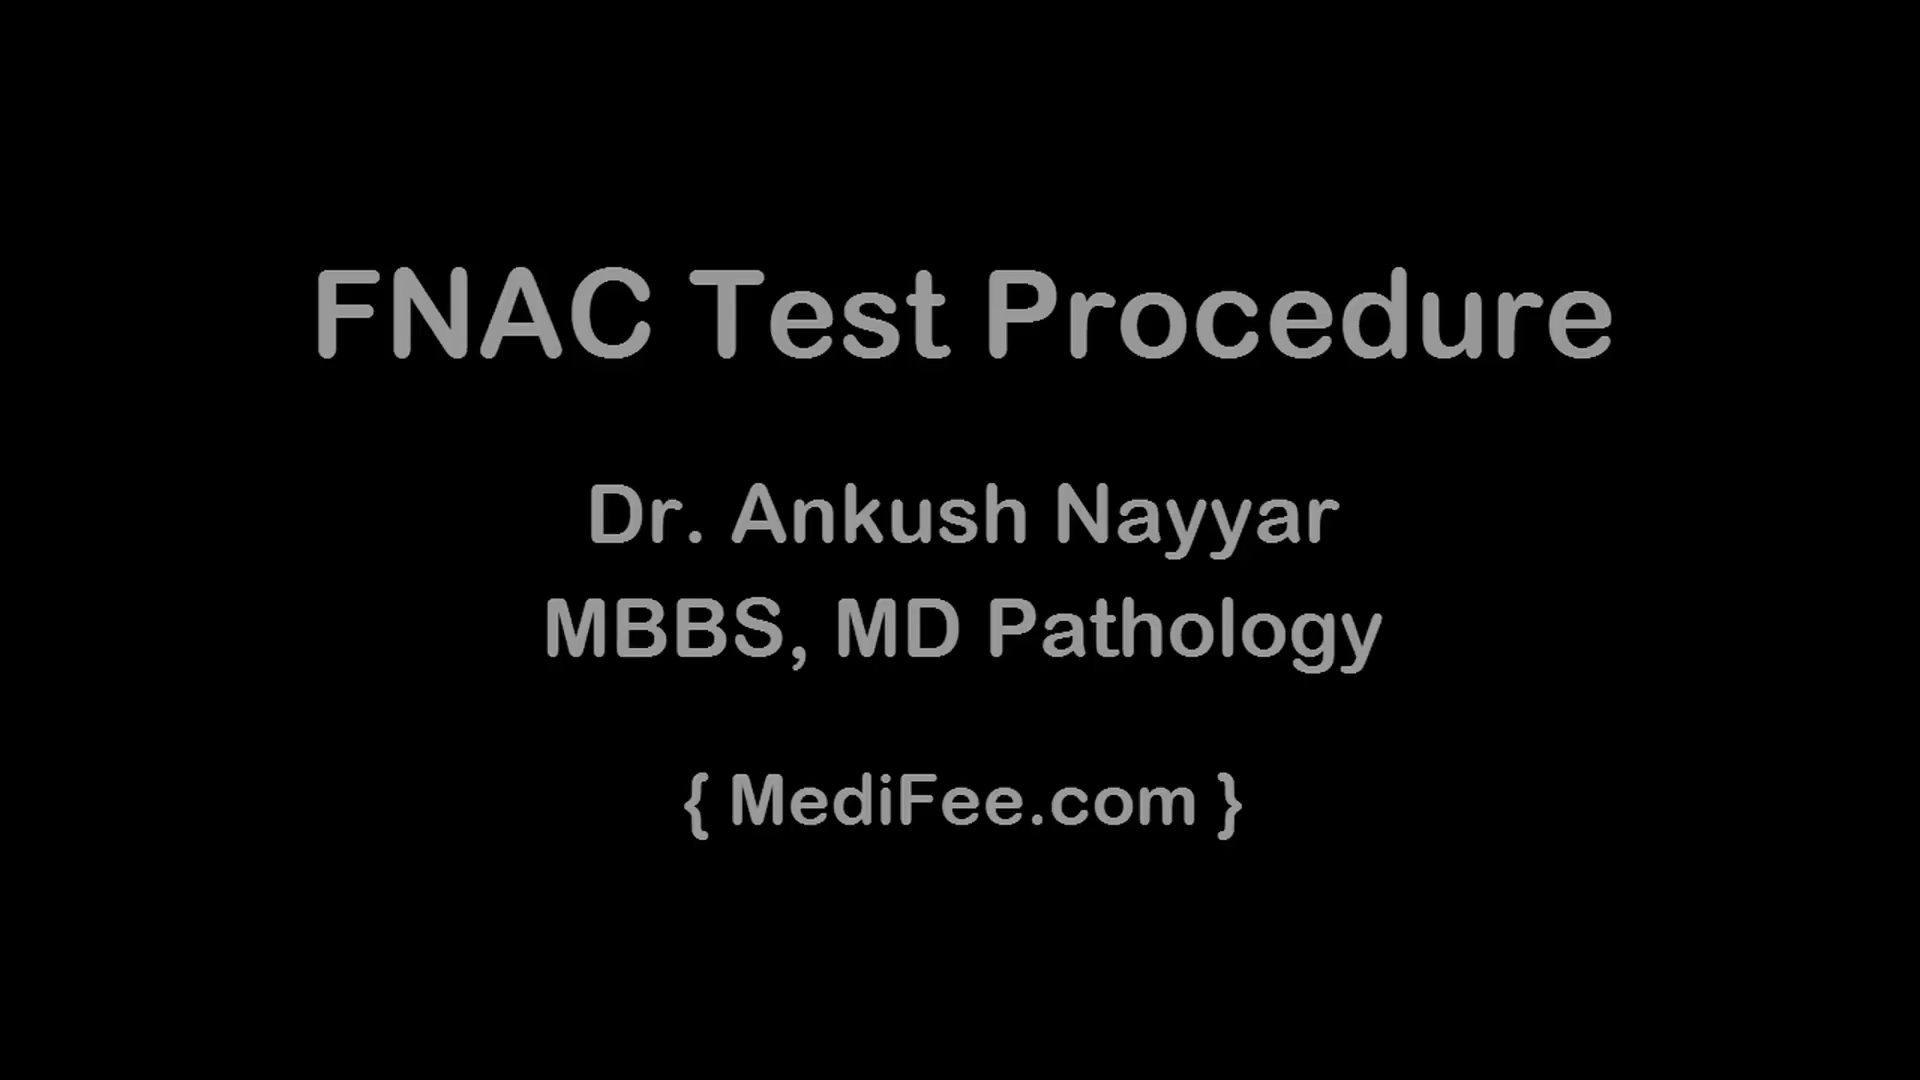 FNAC Test Procedure
Dr. Ankush Nayyar
MBBS, MD Pathology
{ MediFee.com }